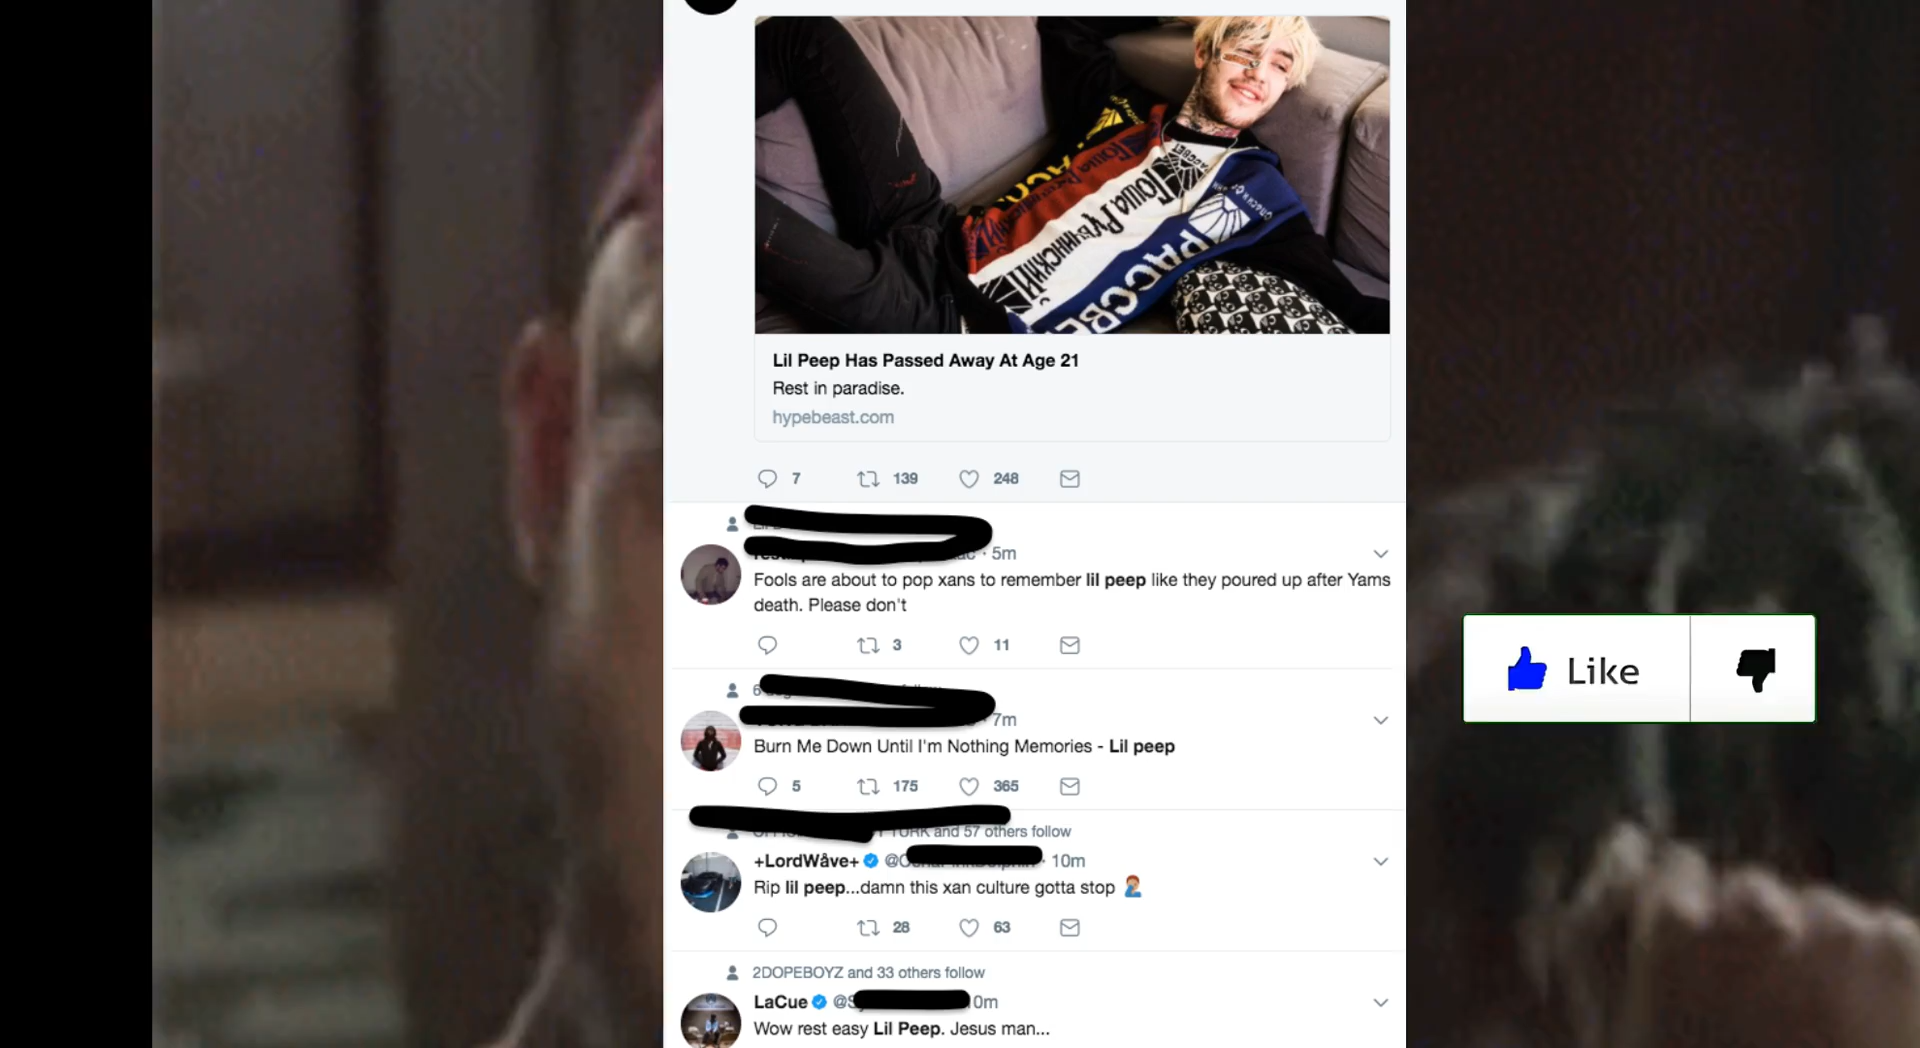 Гоша Рубчинский
РАССВЕТ
Lil Peep Has Passed Away At Age 21
Rest in paradise.
hypebeast.com
7 139 248
5m
Fools are about to pop xans to remember lil peep like they poured up after Yams
death. Please don't
3 11
7m
Burn Me Down Until I'm Nothing Memories - Lil peep
5 175 365
and 57 others follow
+LordWåve+ 10m
Rip lil peep...damn this xan culture gotta stop 🤦
28 63
2DOPEBOYZ and 33 others follow
LaCue 0m
Wow rest easy Lil Peep. Jesus man...
Like